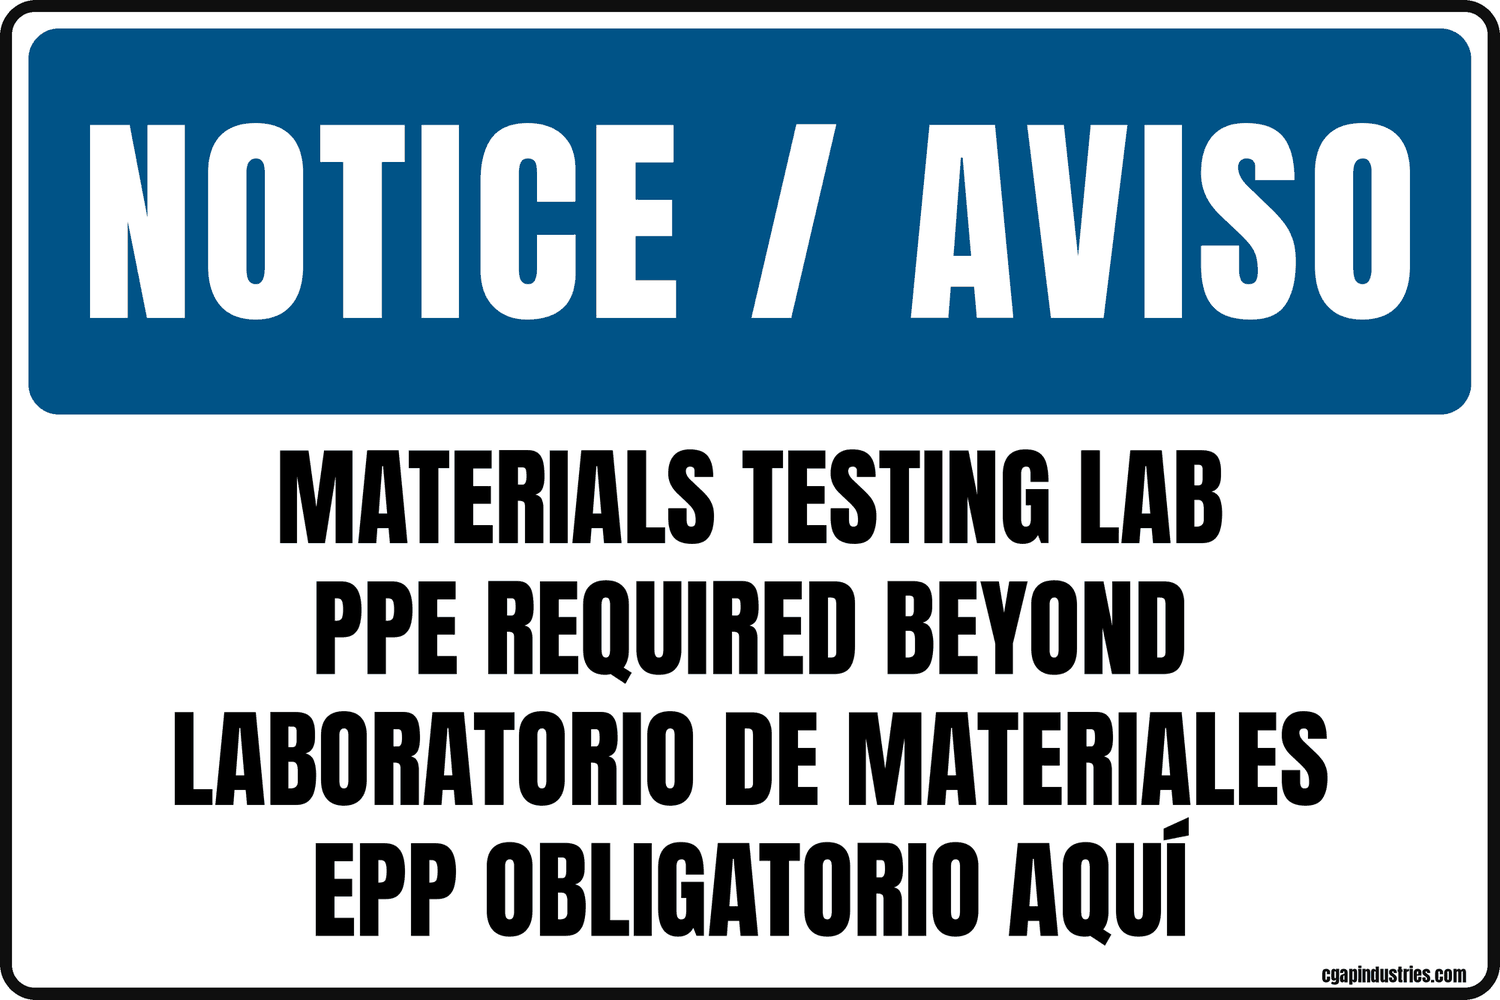 NOTICE / AVISO
MATERIALS TESTING LAB
PPE REQUIRED BEYOND
LABORATORIO DE MATERIALES
EPP OBLIGATORIO AQUÍ
cgapindustries.com